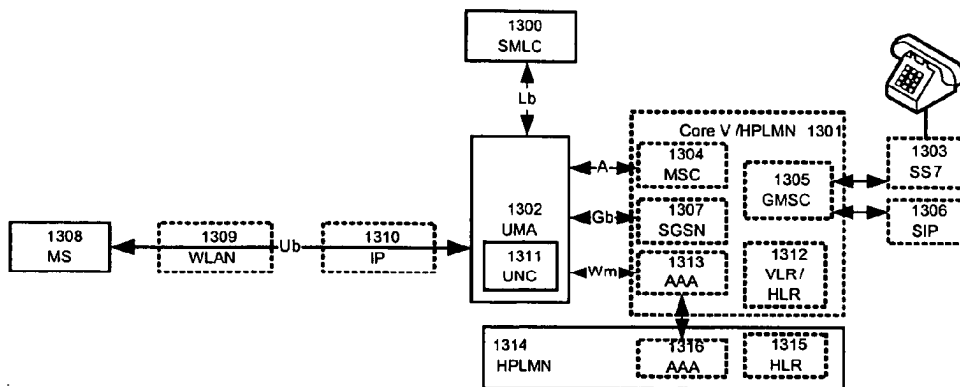 1300
SMLC
Lb
Core V /HPLMN 1301
1303
SS7
1304
MSC
A
1305
GMSC
1302
UMA
Gb
1307
SGSN
1306
SIP
1308
MS
1309
WLAN
Ub
1310
IP
1311
UNC
Wm
1313
AAA
1312
VLR /
HLR
1314
HPLMN
1316
AAA
1315
HLR